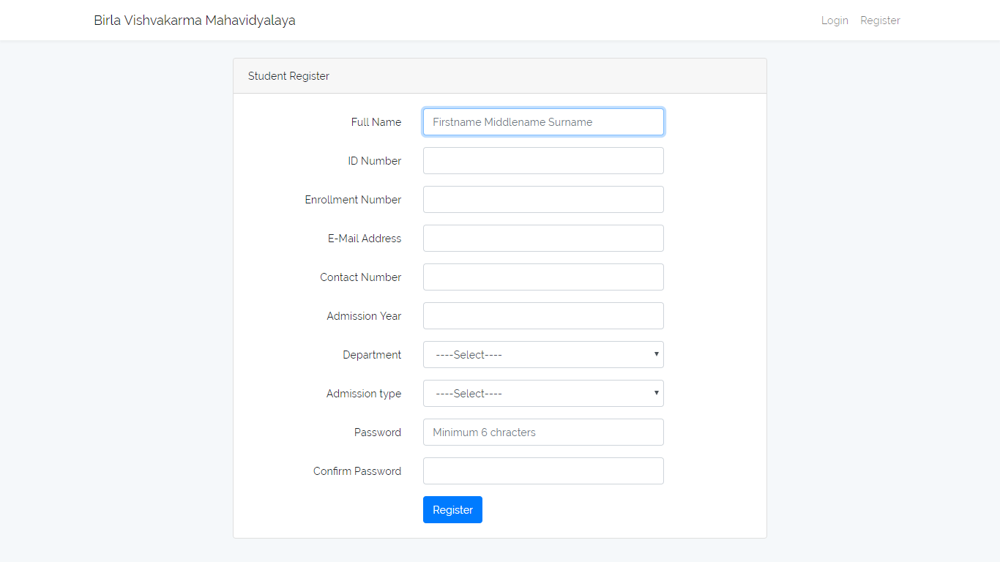 Birla Vishvakarma Mahavidyalaya
Login Register
Student Register
Full Name Firstname Middlename Surname
ID Number
Enrollment Number
E-Mail Address
Contact Number
Admission Year
Department ----Select----
Admission type ----Select----
Password Minimum 6 chracters
Confirm Password
Register